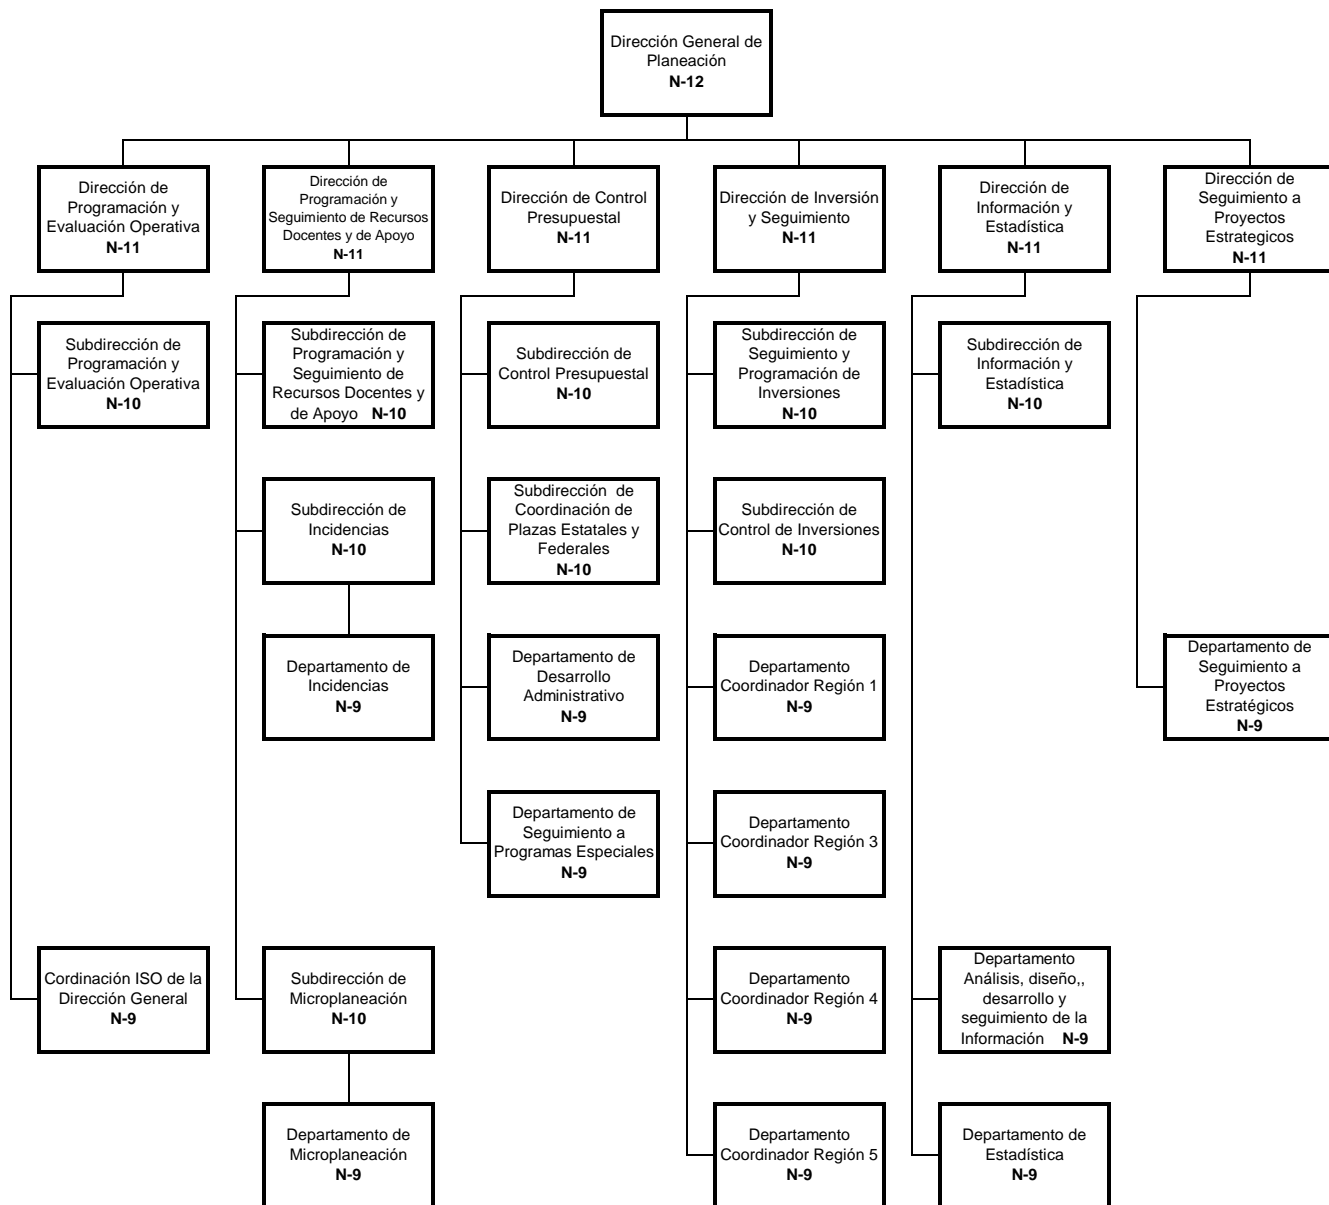 Dirección General de
Planeación
N-12
Dirección de
Programación y
Evaluación Operativa
N-11
Dirección de
Programación y
Seguimiento de Recursos
Docentes y de Apoyo
N-11
Dirección de Control
Presupuestal
N-11
Dirección de Inversión
y Seguimiento
N-11
Dirección de
Información y
Estadística
N-11
Dirección de
Seguimiento a
Proyectos
Estrategicos
N-11
Subdirección de
Programación y
Evaluación Operativa
N-10
Subdirección de
Programación y
Seguimiento de
Recursos Docentes y
de Apoyo N-10
Subdirección de
Control Presupuestal
N-10
Subdirección de
Seguimiento y
Programación de
Inversiones
N-10
Subdirección de
Información y
Estadística
N-10
Subdirección de
Incidencias
N-10
Subdirección de
Coordinación de
Plazas Estatales y
Federales
N-10
Subdirección de
Control de Inversiones
N-10
Departamento de
Incidencias
N-9
Departamento de
Desarrollo
Administrativo
N-9
Departamento
Coordinador Región 1
N-9
Departamento de
Seguimiento a
Proyectos
Estratégicos
N-9
Departamento de
Seguimiento a
Programas Especiales
N-9
Departamento
Coordinador Región 3
N-9
Cordinación ISO de la
Dirección General
N-9
Subdirección de
Microplaneación
N-10
Departamento
Coordinador Región 4
N-9
Departamento
Análisis, diseño,,
desarrollo y
seguimiento de la
Información N-9
Departamento de
Microplaneación
N-9
Departamento
Coordinador Región 5
N-9
Departamento de
Estadística
N-9